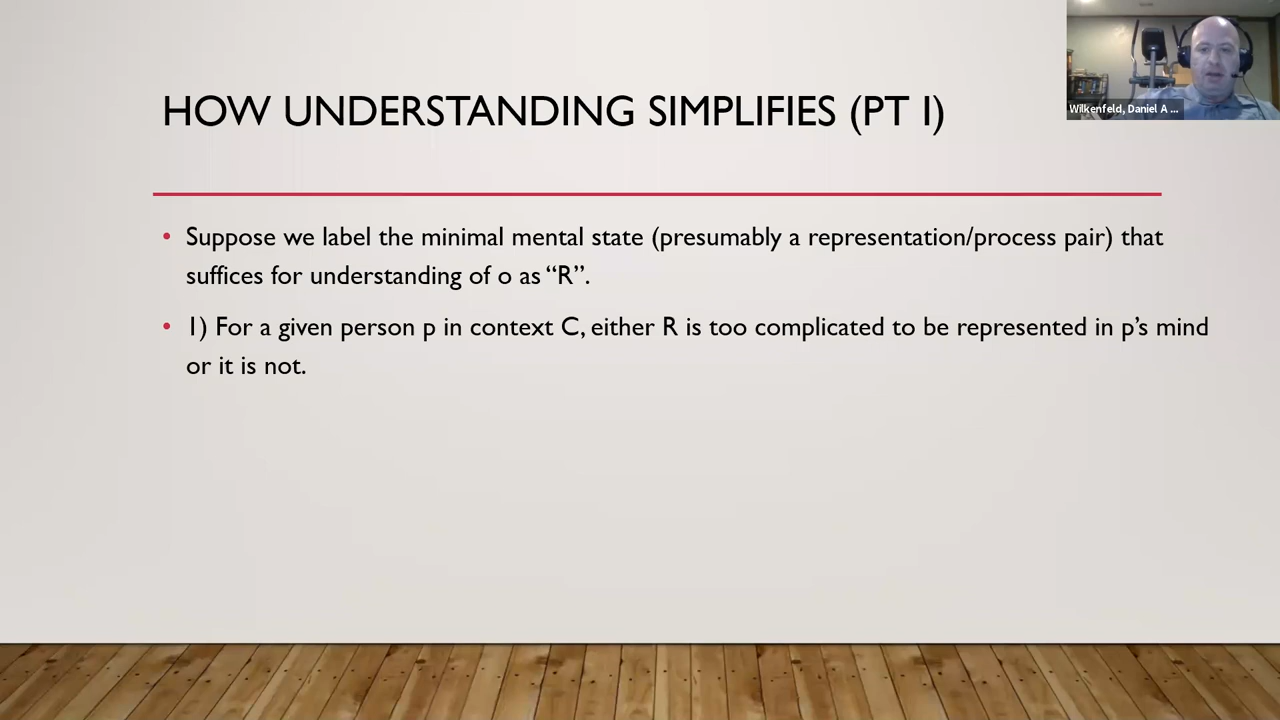 Wilkenfeld, Daniel A ...
HOW UNDERSTANDING SIMPLIFIES (PT I)
• Suppose we label the minimal mental state (presumably a representation/process pair) that
suffices for understanding of o as “R”.
• 1) For a given person p in context C, either R is too complicated to be represented in p’s mind
or it is not.